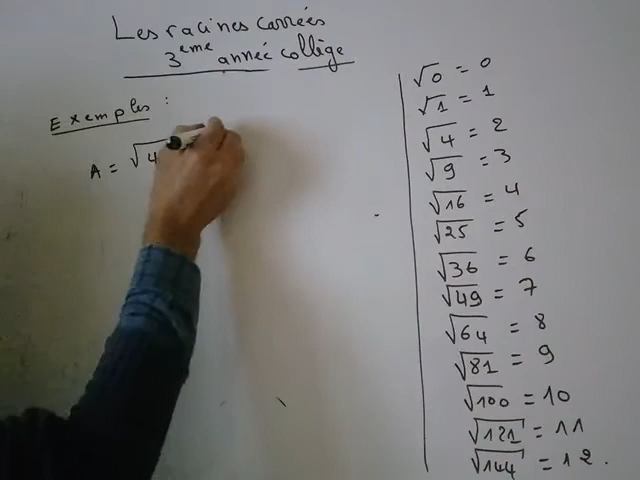 Les racines carrées
3eme année collège
Exemples :
A = √4
√0 = 0
√1 = 1
√4 = 2
√9 = 3
√16 = 4
√25 = 5
√36 = 6
√49 = 7
√64 = 8
√81 = 9
√100 = 10
√121 = 11
√144 = 12.